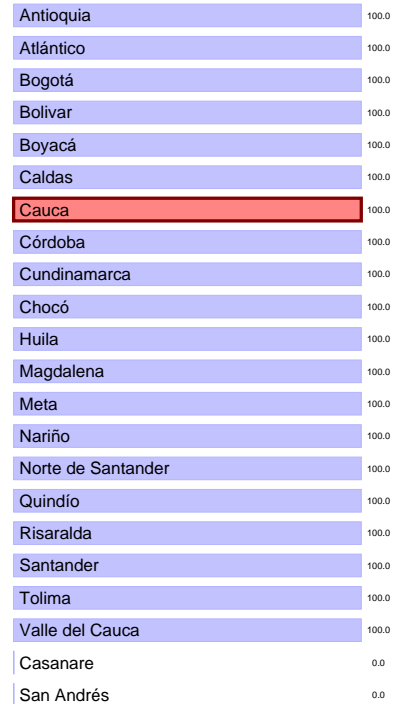 Antioquia 100.0
Atlántico 100.0
Bogotá 100.0
Bolivar 100.0
Boyacá 100.0
Caldas 100.0
Cauca 100.0
Córdoba 100.0
Cundinamarca 100.0
Chocó 100.0
Huila 100.0
Magdalena 100.0
Meta 100.0
Nariño 100.0
Norte de Santander 100.0
Quindío 100.0
Risaralda 100.0
Santander 100.0
Tolima 100.0
Valle del Cauca 100.0
Casanare 0.0
San Andrés 0.0